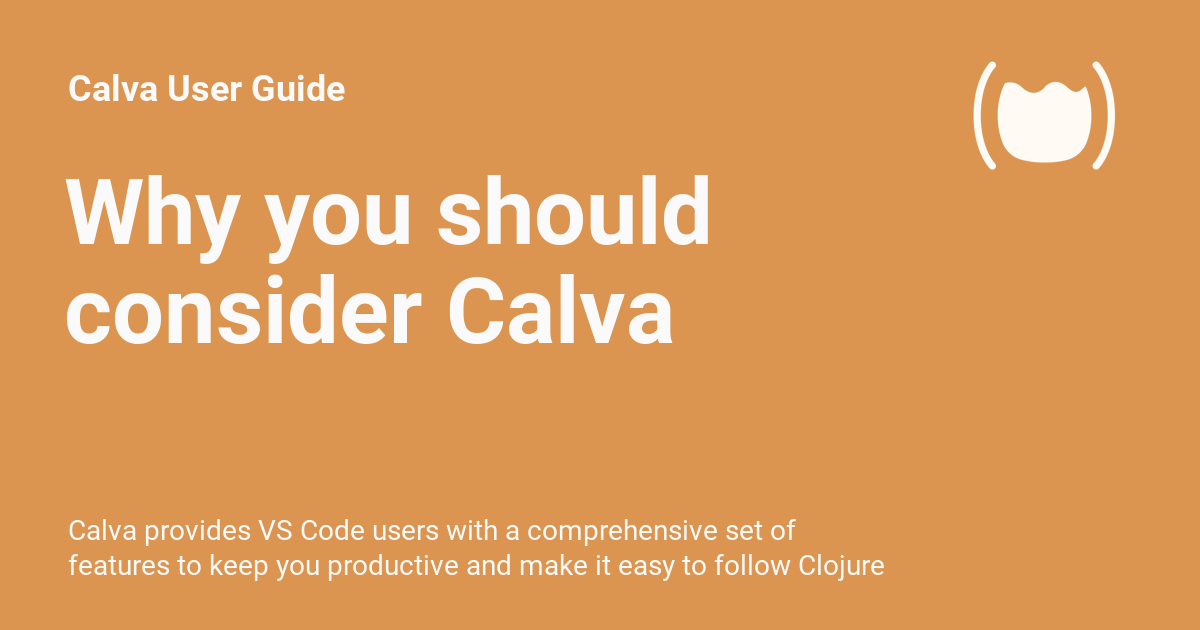 Calva User Guide
Why you should
consider Calva
Calva provides VS Code users with a comprehensive set of
features to keep you productive and make it easy to follow Clojure